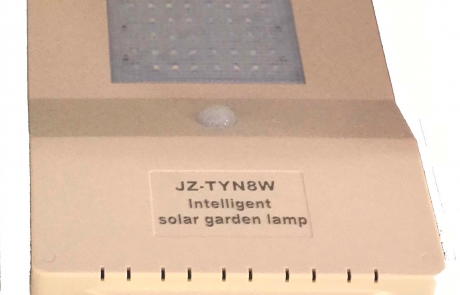 JZ-TYN8W
Intelligent
solar garden lamp